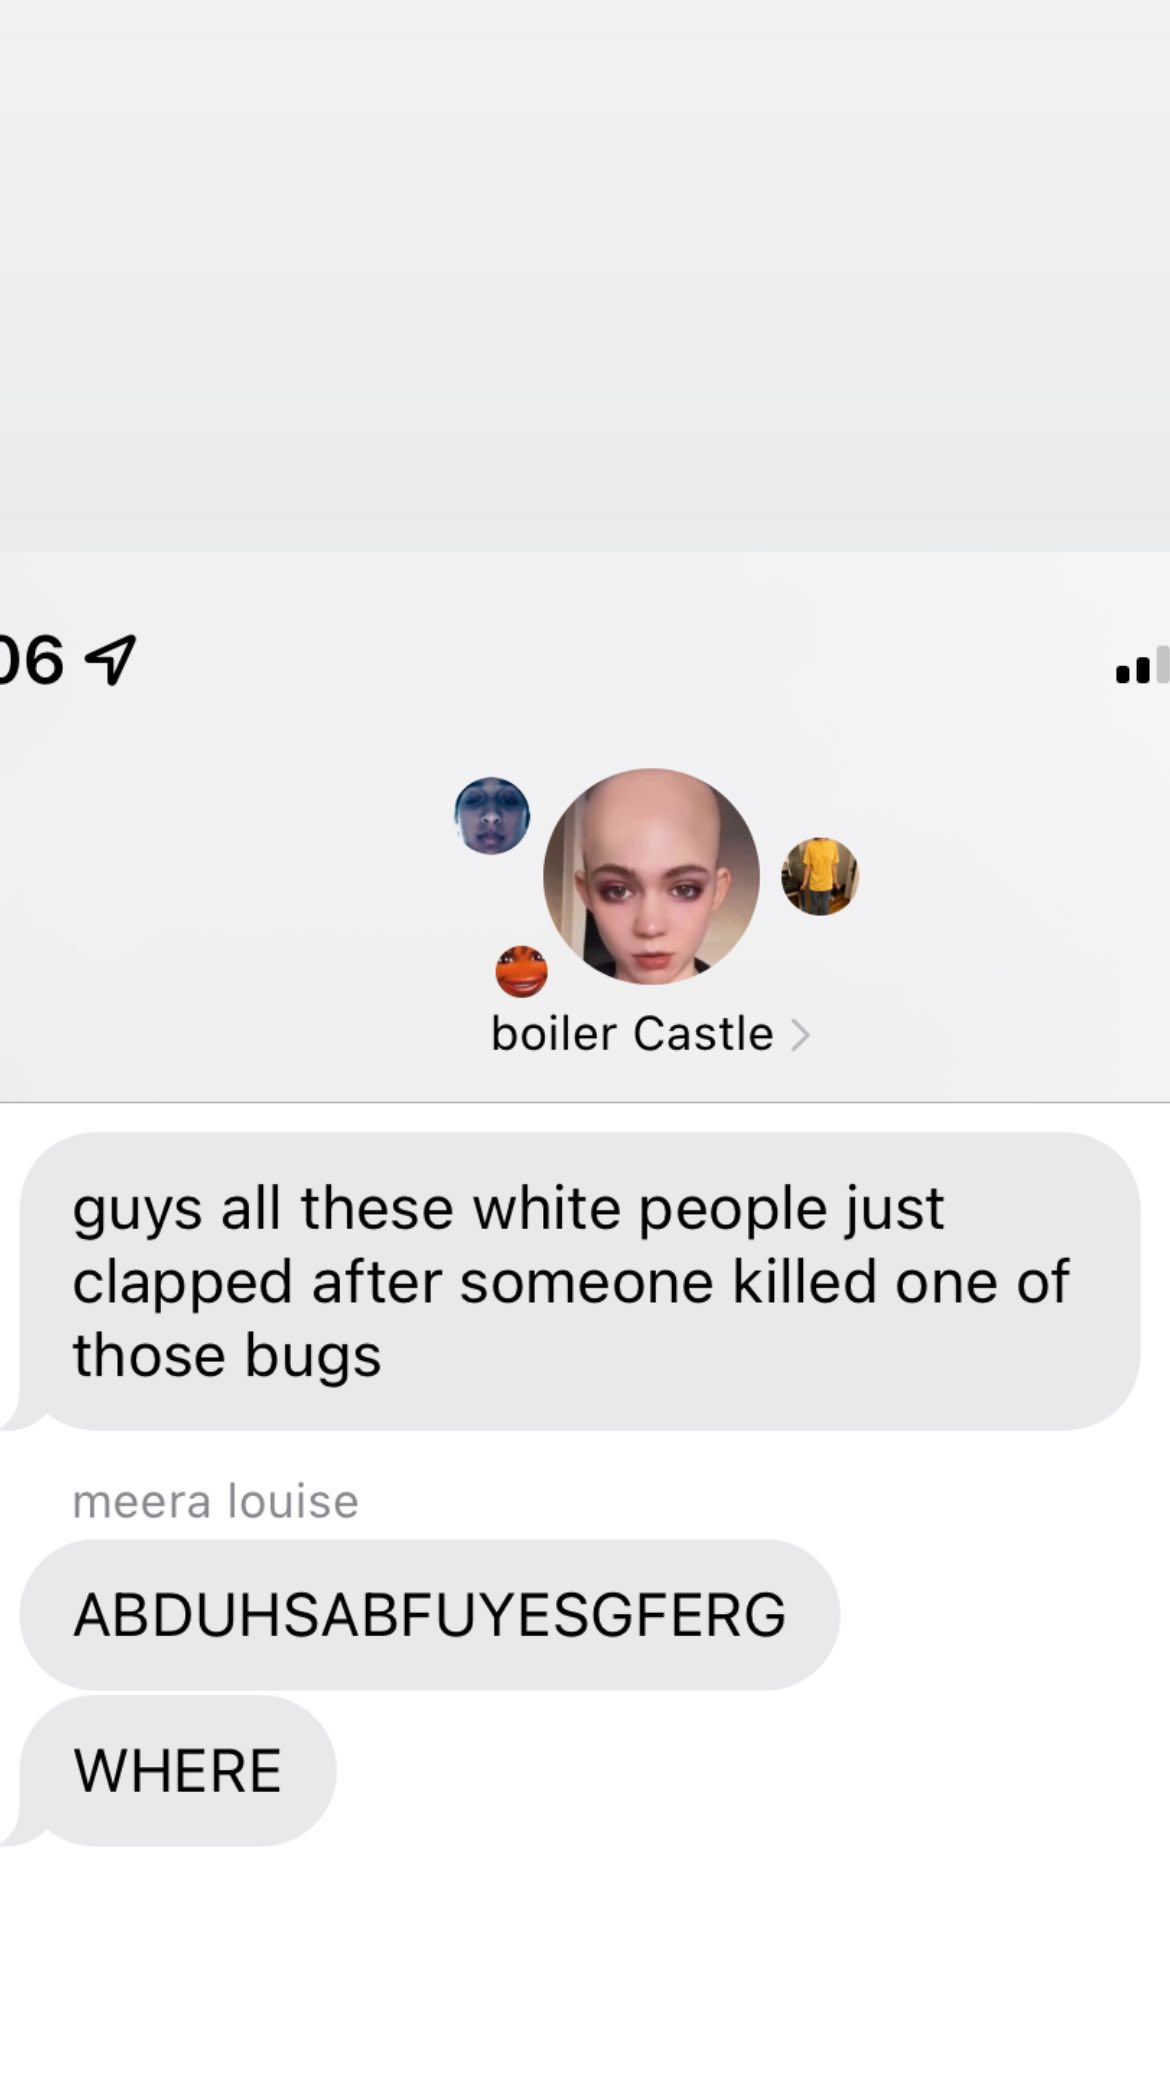 06
boiler Castle
guys all these white people just
clapped after someone killed one of
those bugs
meera louise
ABDUHSABFUYESGFERG
WHERE